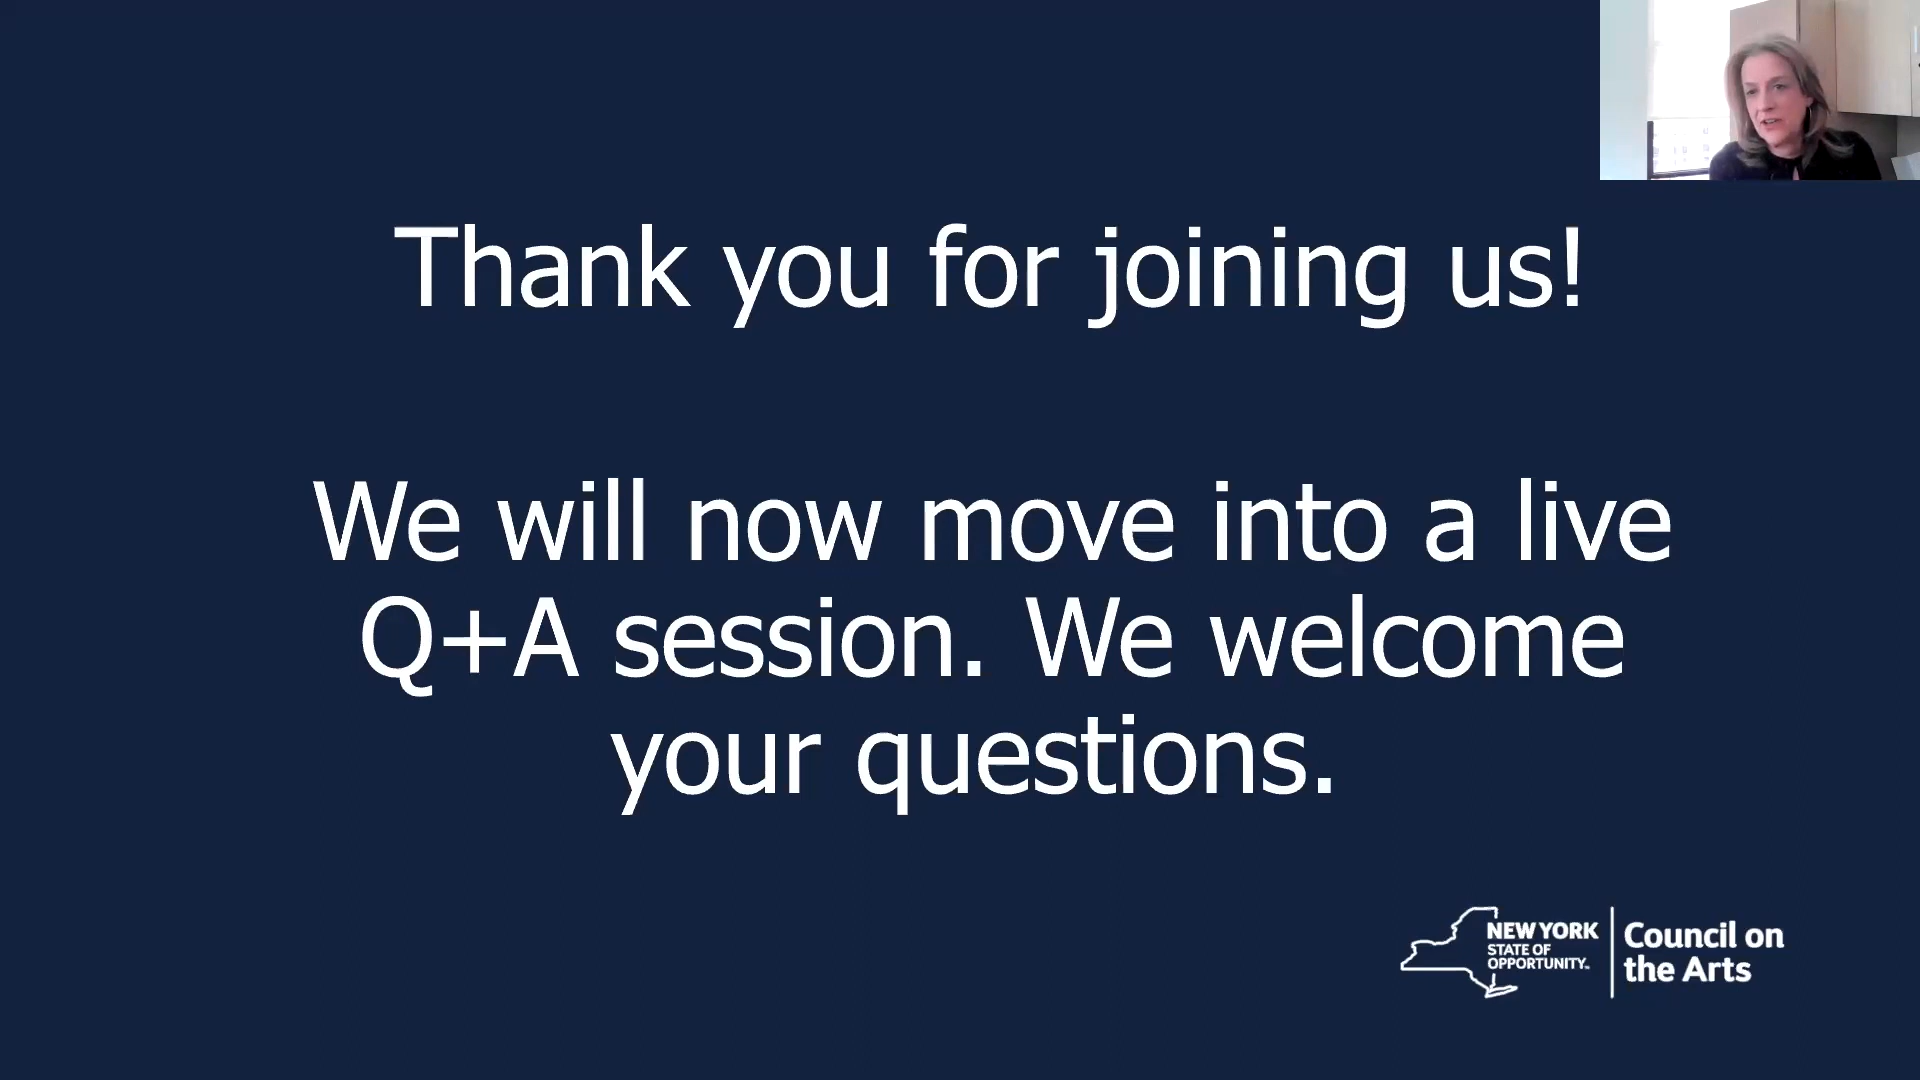 Thank you for joining us!
We will now move into a live
Q+A session. We welcome
your questions.
NEW YORK
STATE OF
OPPORTUNITY™
Council on
the Arts